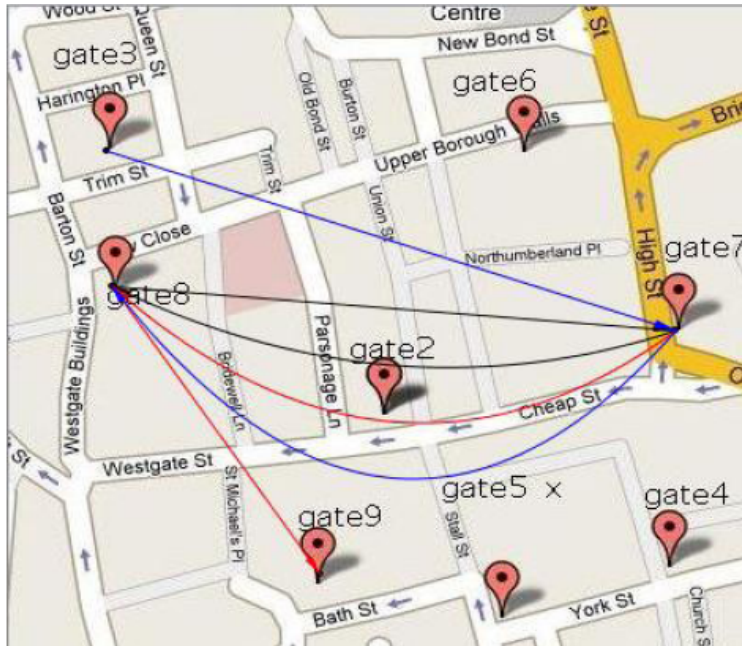 Wood St
Centre
New Bond St
Queen St
gate3
Harington Pl
Old Bond St
Burton St
gate6
Upper Borough Walls
Trim St
Trim St
Barton St
Union St
High St
Northumberland Pl
gate7
Close
gate8
Westgate Buildings
Bridewell Ln
Parsonage Ln
gate2
Cheap St
Westgate St
St Michael's Pl
gate5 x
gate4
gate9
Stall St
Bath St
York St
Church St